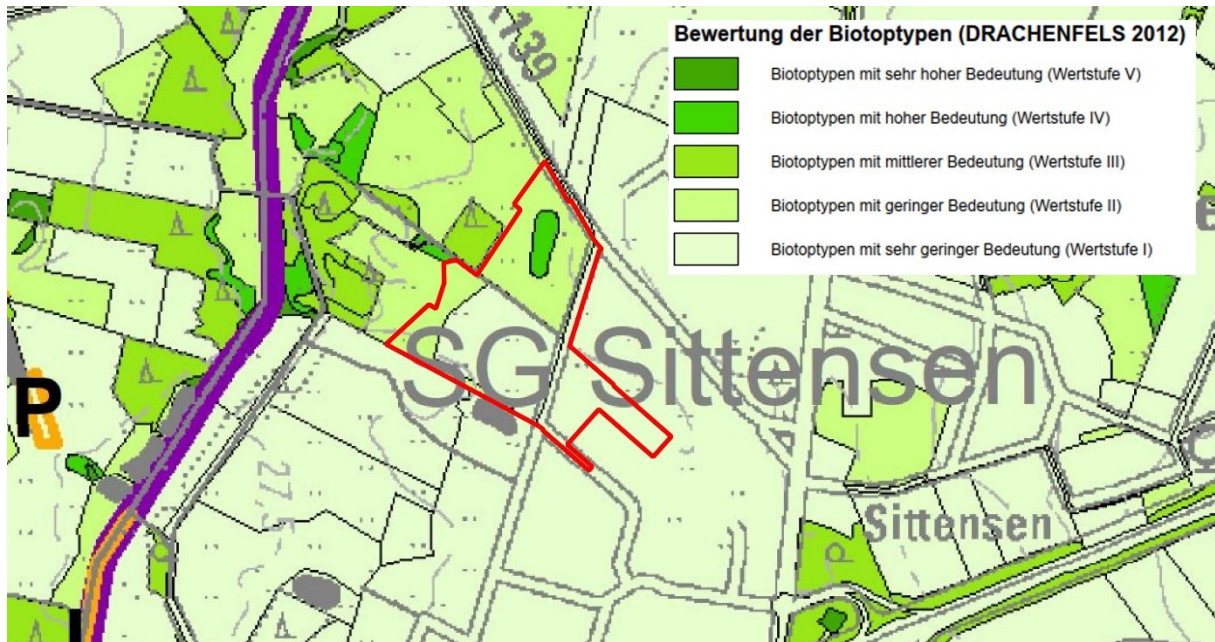 Bewertung der Biotoptypen (DRACHENFELS 2012)
Biotoptypen mit sehr hoher Bedeutung (Wertstufe V)
Biotoptypen mit hoher Bedeutung (Wertstufe IV)
Biotoptypen mit mittlerer Bedeutung (Wertstufe III)
Biotoptypen mit geringer Bedeutung (Wertstufe II)
Biotoptypen mit sehr geringer Bedeutung (Wertstufe I)
SG Sittensen
P
27.5
Sittensen